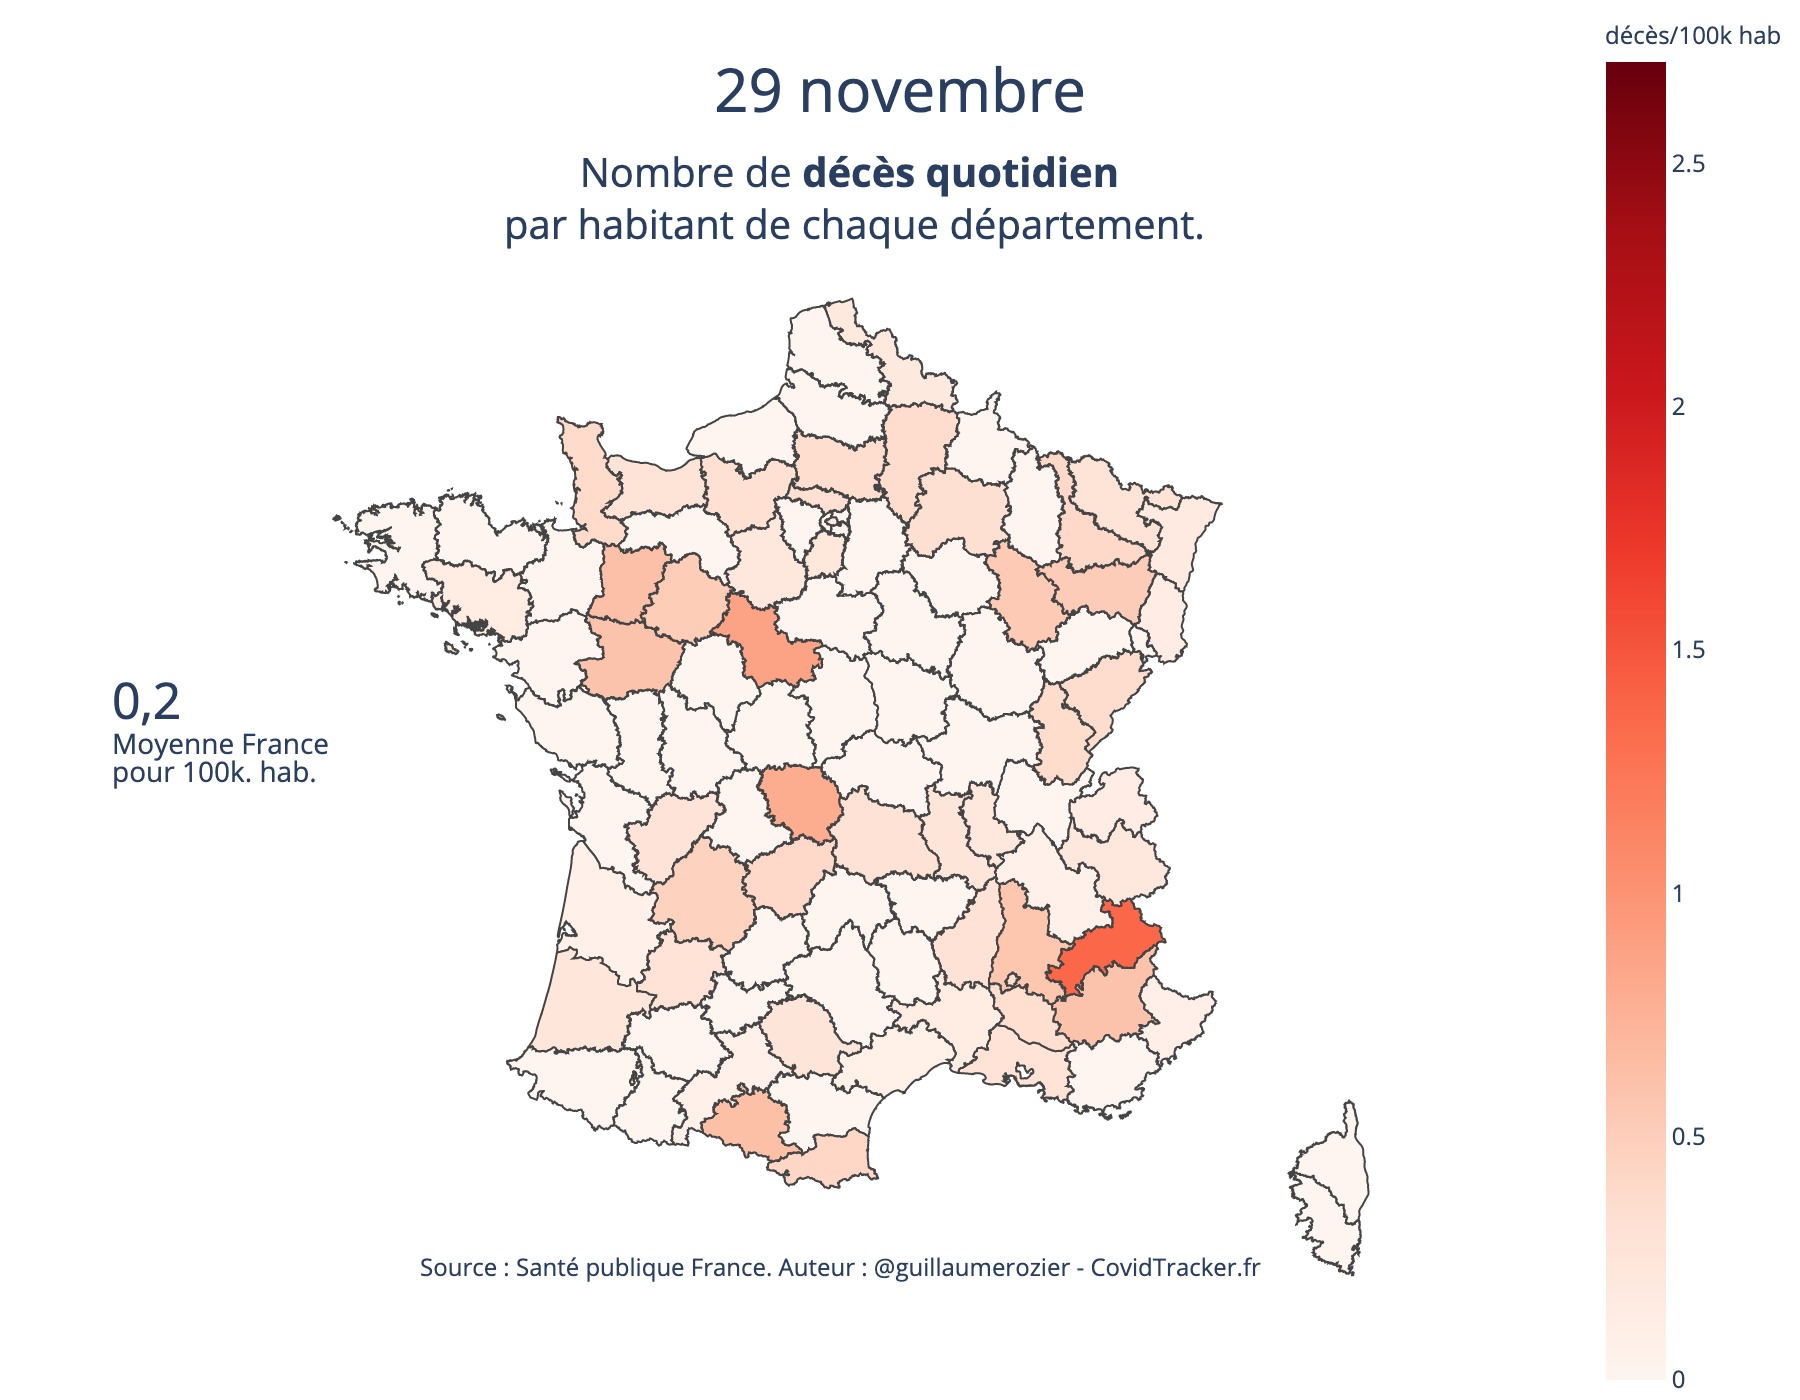 décès/100k hab
29 novembre
Nombre de décès quotidien
par habitant de chaque département.
2.5
2
1.5
1
0.5
0
0,2
Moyenne France
pour 100k. hab.
Source : Santé publique France. Auteur : @guillaumerozier - CovidTracker.fr